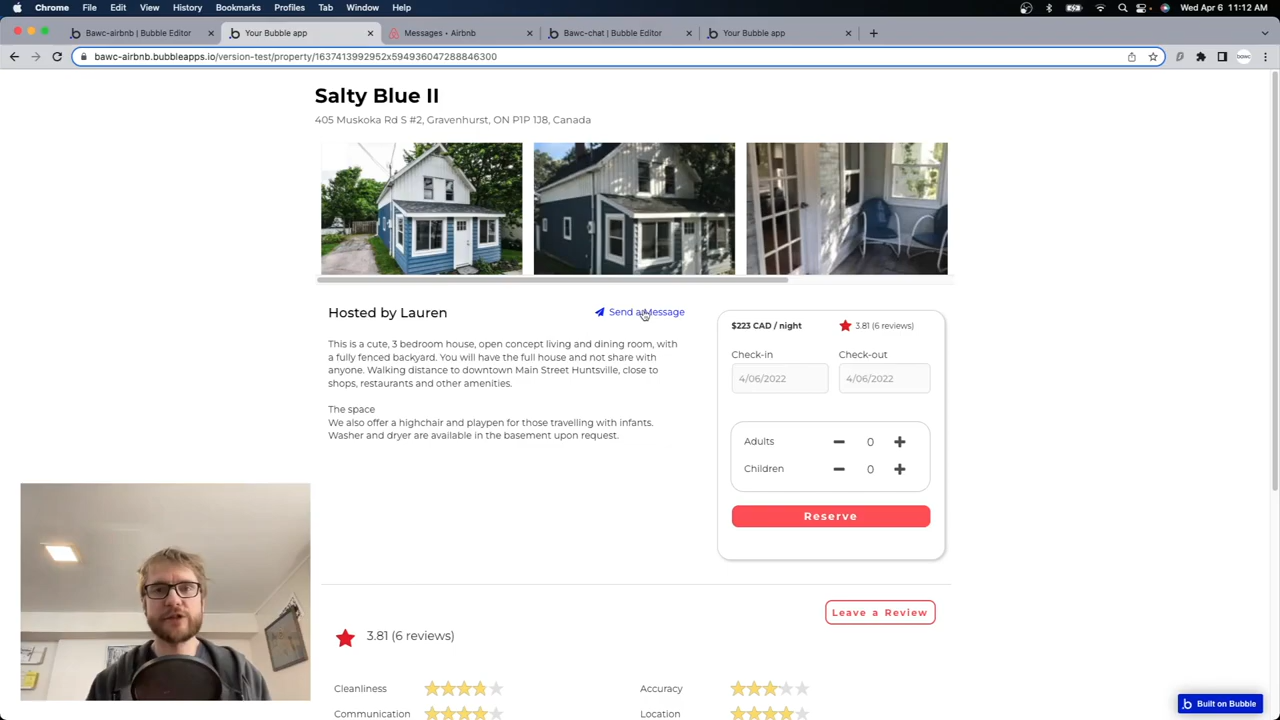 Chrome File Edit View History Bookmarks Profiles Tab Window Help
Wed Apr 6 11:12 AM
Bawc-airbnb | Bubble Editor
Your Bubble app
Messages • Airbnb
Bawc-chat | Bubble Editor
Your Bubble app
bawc-airbnb.bubbleapps.io/version-test/property/1637413992952x594936047288846300
Salty Blue II
405 Muskoka Rd S #2, Gravenhurst, ON P1P 1J8, Canada
Hosted by Lauren
Send a Message
This is a cute, 3 bedroom house, open concept living and dining room, with
a fully fenced backyard. You will have the full house and not share with
anyone. Walking distance to downtown Main Street Huntsville, close to
shops, restaurants and other amenities.
The space
We also offer a highchair and playpen for those travelling with infants.
Washer and dryer are available in the basement upon request.
$223 CAD / night
3.81 (6 reviews)
Check-in
Check-out
4/06/2022
4/06/2022
Adults
0
Children
0
Reserve
Leave a Review
3.81 (6 reviews)
Cleanliness
Accuracy
Communication
Location
Built on Bubble